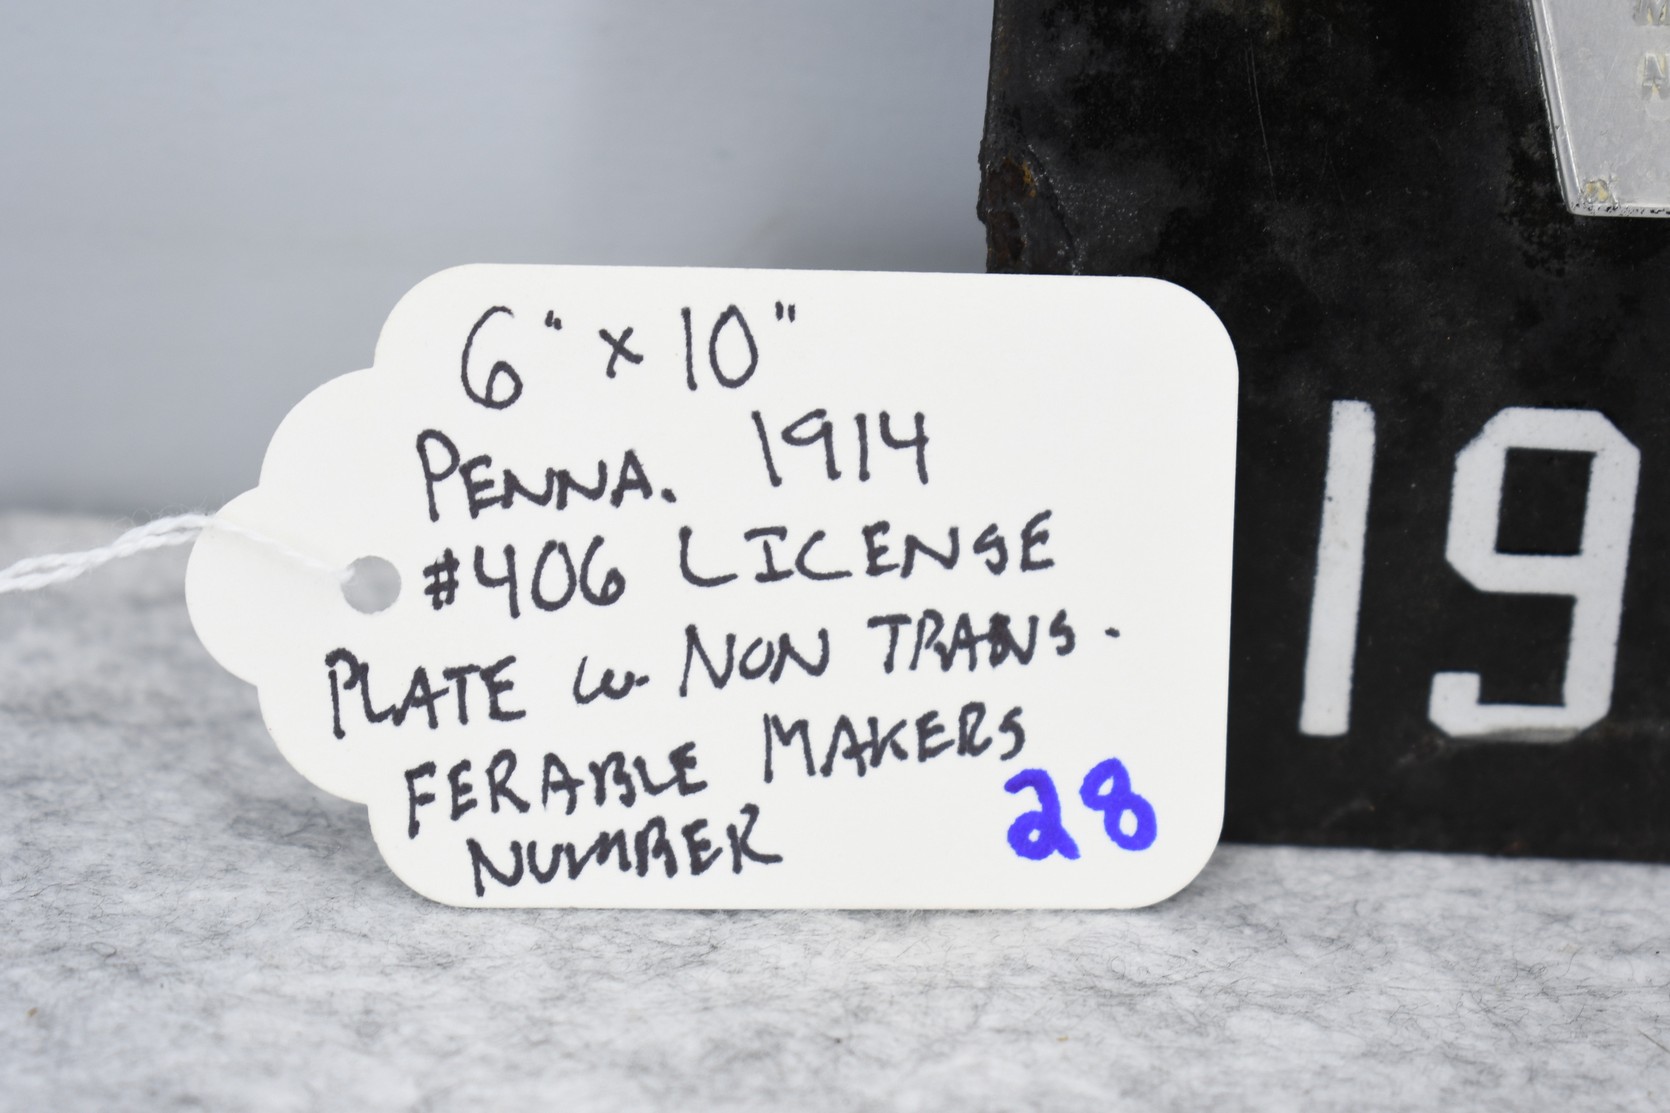 6" x 10"
PENNA. 1914
#406 LICENSE
PLATE w. NON TRANS-
FERABLE MAKERS
NUMBER
28
19
M
N